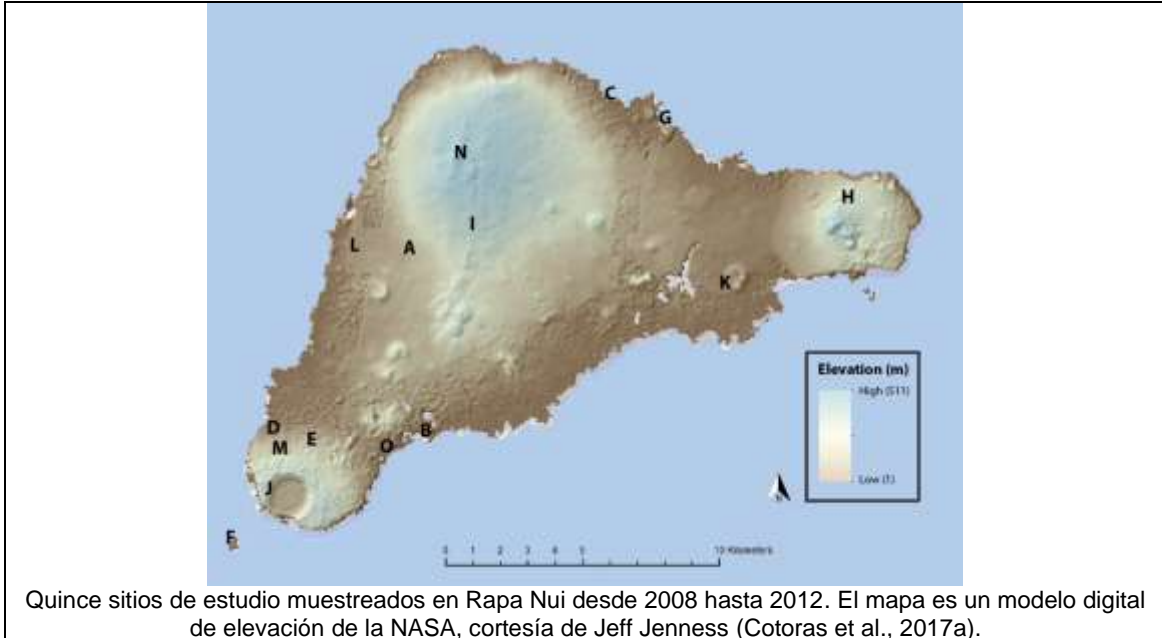 C
G
N
H
I
L
A
K
Elevation (m)
High (511)
Low (1)
D
M
E
O
B
J
F
0 1 2 3 4 5 10 Kilometers
Quince sitios de estudio muestreados en Rapa Nui desde 2008 hasta 2012. El mapa es un modelo digital
de elevación de la NASA, cortesía de Jeff Jenness (Cotoras et al., 2017a).